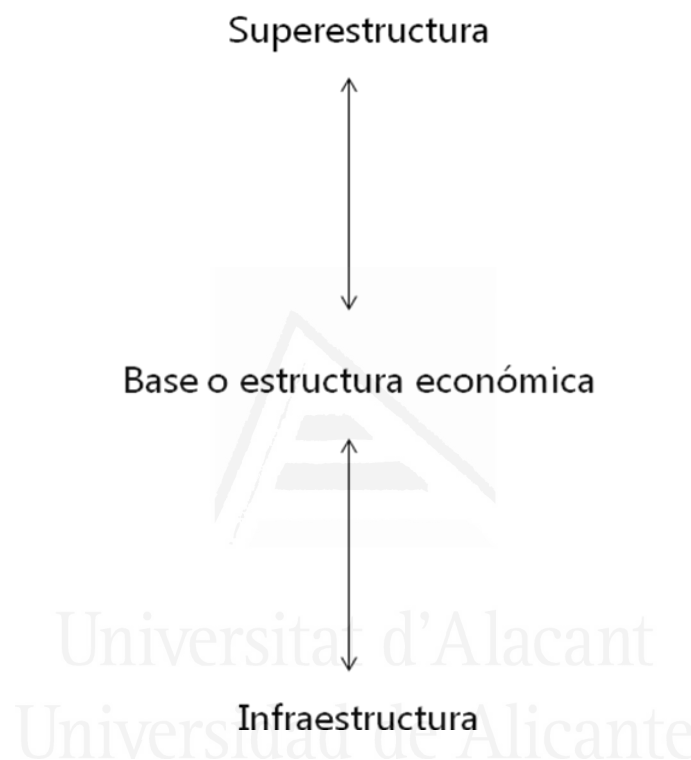 Superestructura
Base o estructura económica
Universitat d'Alacant
Infraestructura
Universidad de Alicante